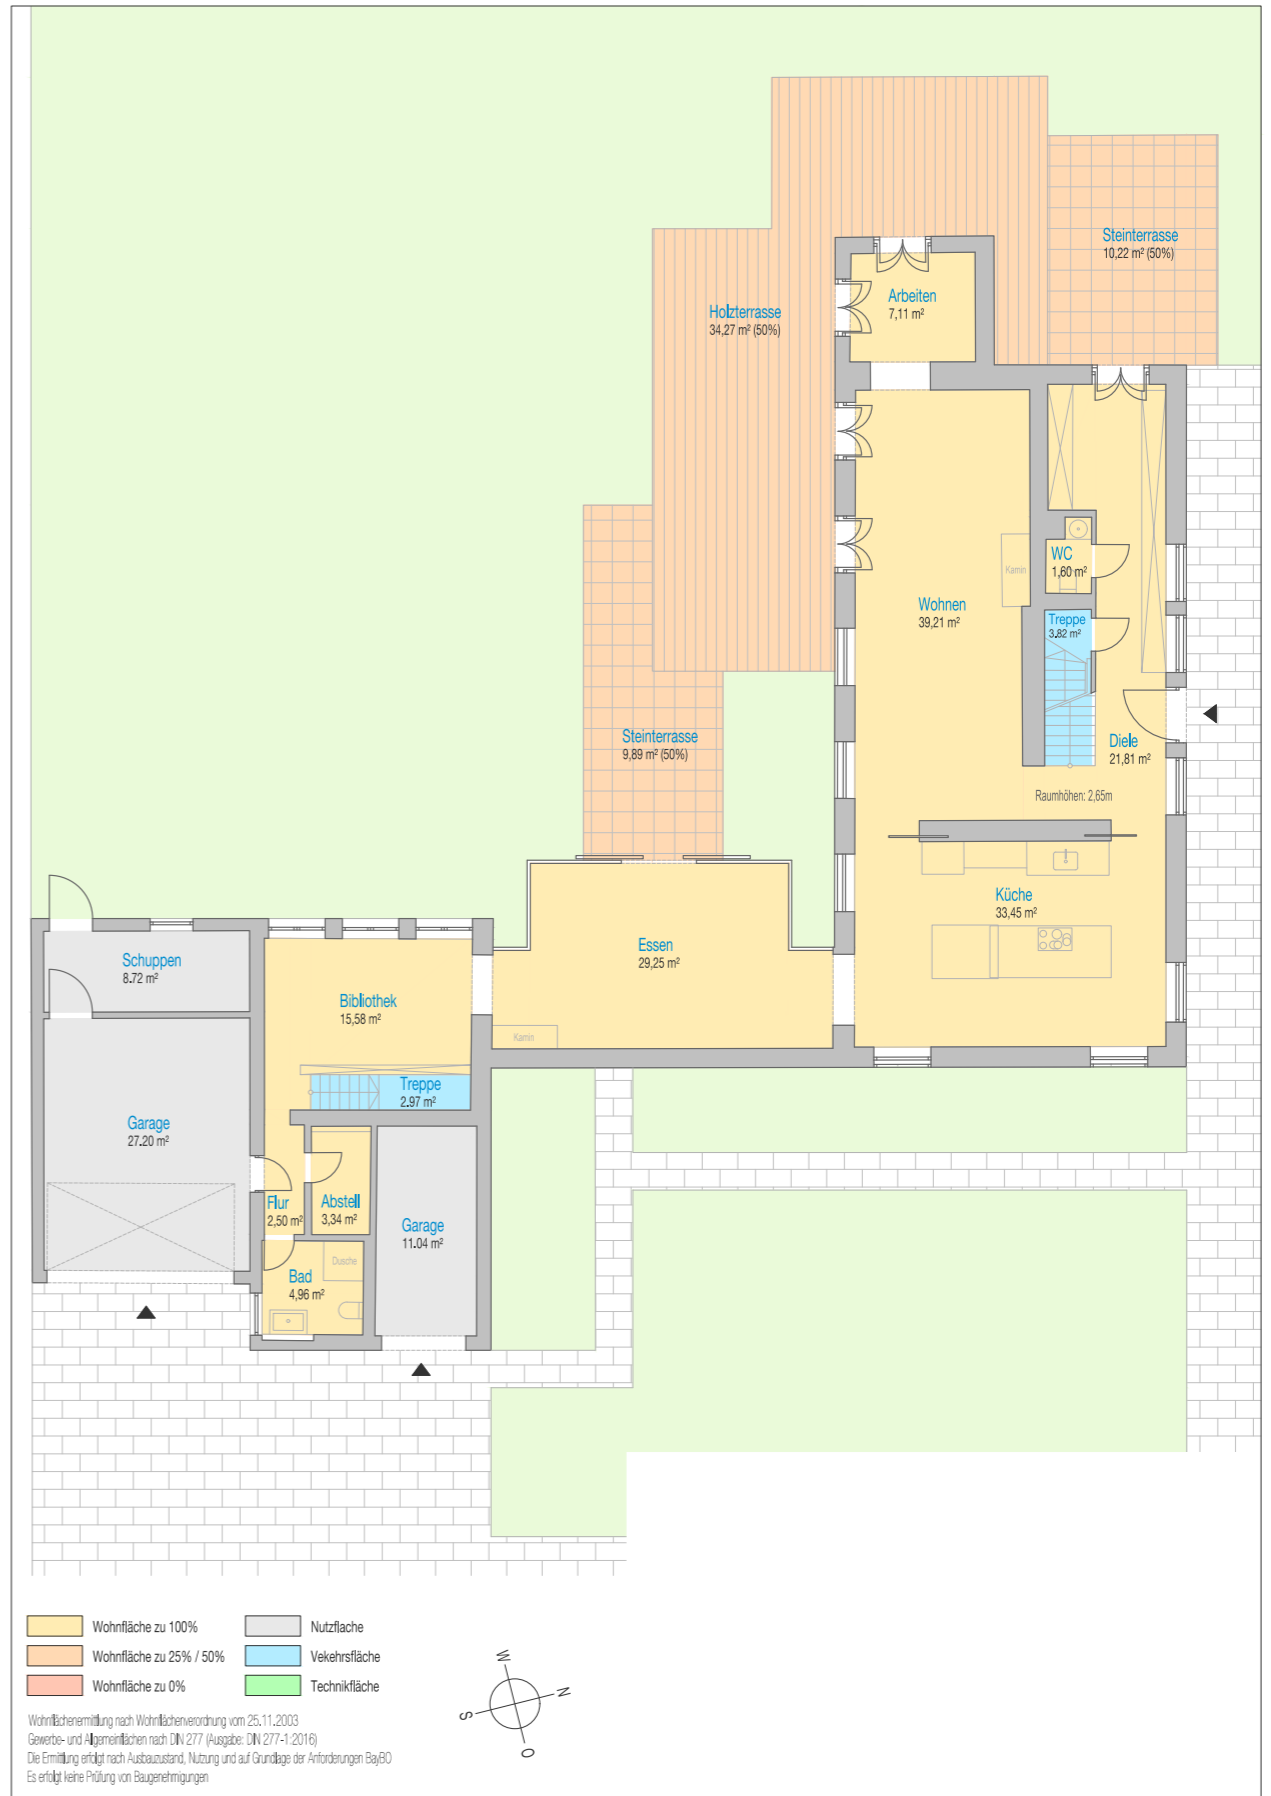 Steinterrasse
10,22 m² (50%)
Arbeiten
7,11 m²
Holzterrasse
34,27 m² (50%)
WC
1,60 m²
Kamin
Wohnen
39,21 m²
Treppe
3.82 m²
Steinterrasse
9,89 m² (50%)
Diele
21,81 m²
Raumhöhen: 2,65m
Küche
33,45 m²
Essen
29,25 m²
Schuppen
8.72 m²
Bibliothek
15,58 m²
Kamin
Treppe
2.97 m²
Garage
27.20 m²
Flur
2,50 m²
Abstell
3,34 m²
Garage
11.04 m²
Dusche
Bad
4,96 m²
Wohnfläche zu 100%
Nutzflache
Wohnfläche zu 25% / 50%
Vekehrsfläche
Wohnfläche zu 0%
Technikfläche
W
N
S
O
Wohnflächenermittlung nach Wohnflächenverordnung vom 25.11.2003
Gewerbe- und Allgemeinflächen nach DIN 277 (Ausgabe: DIN 277-1:2016)
Die Ermittlung erfolgt nach Ausbauzustand, Nutzung und auf Grundlage der Anforderungen BayBO
Es erfolgt keine Prüfung von Baugenehmigungen